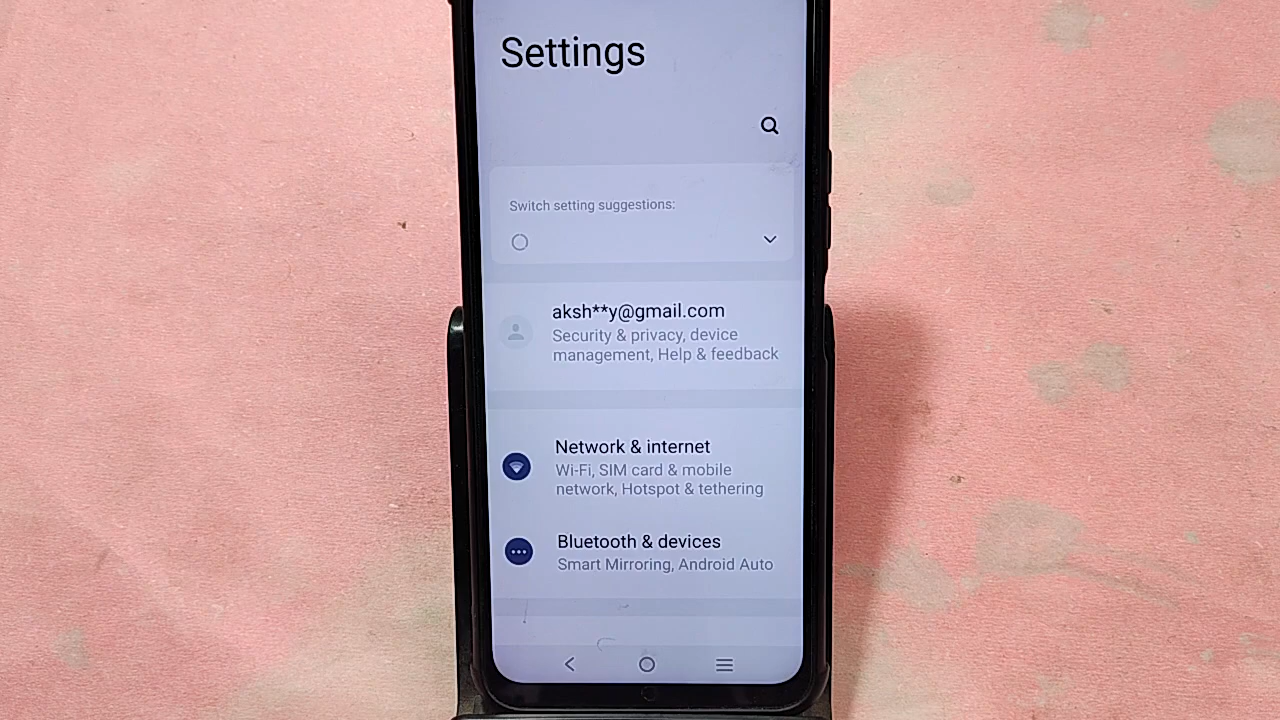 Settings
Switch setting suggestions:
aksh**y@gmail.com
Security & privacy, device
management, Help & feedback
Network & internet
Wi-Fi, SIM card & mobile
network, Hotspot & tethering
Bluetooth & devices
Smart Mirroring, Android Auto